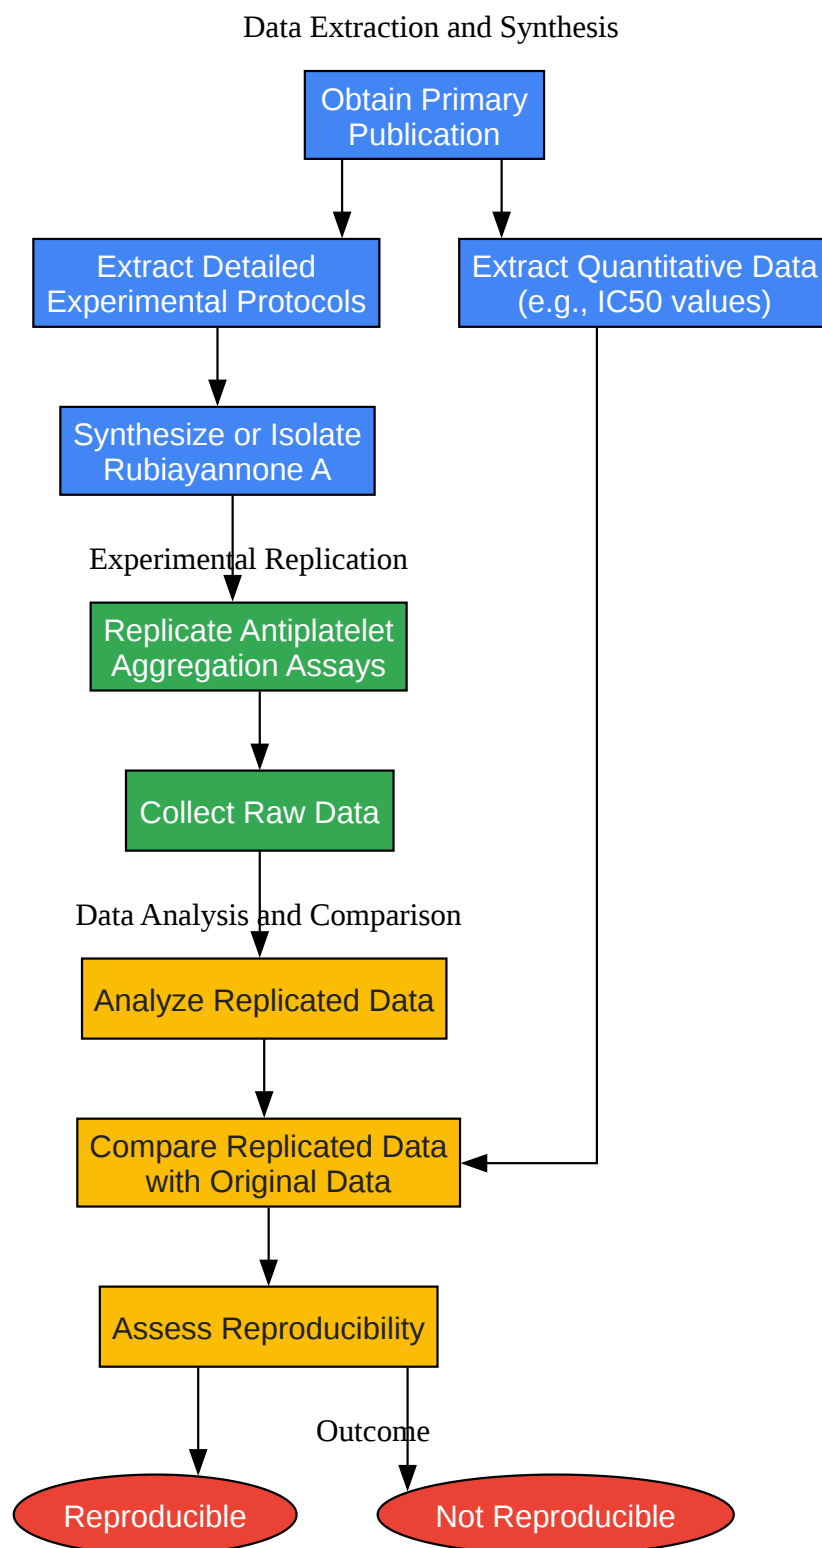 Data Extraction and Synthesis
Obtain Primary
Publication
Extract Detailed
Experimental Protocols
Extract Quantitative Data
(e.g., IC50 values)
Synthesize or Isolate
Rubiayannone A
Experimental Replication
Replicate Antiplatelet
Aggregation Assays
Collect Raw Data
Data Analysis and Comparison
Analyze Replicated Data
Compare Replicated Data
with Original Data
Assess Reproducibility
Outcome
Reproducible
Not Reproducible